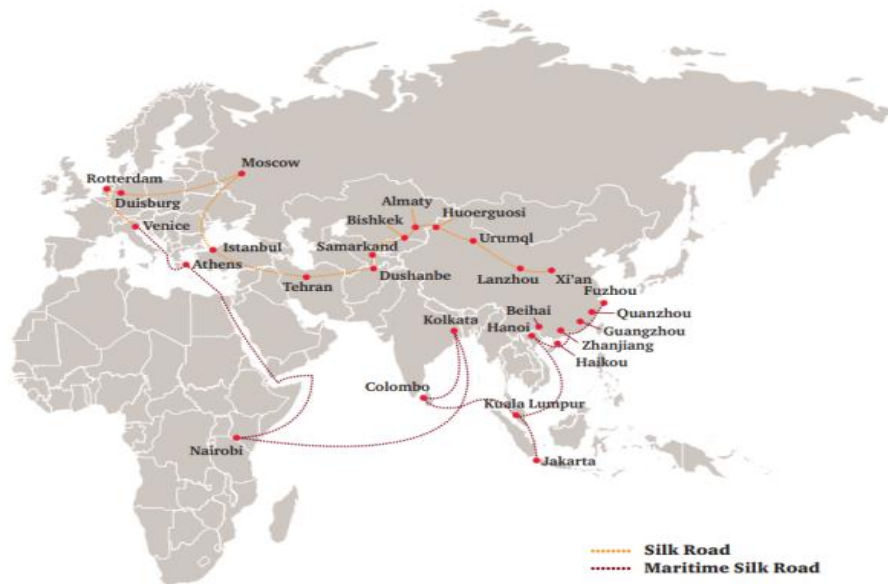 Moscow
Rotterdam
Duisburg
Venice
Almaty
Huoerguosi
Bishkek
Urumql
Istanbul
Samarkand
Athens
Tehran
Dushanbe
Lanzhou
Xi'an
Fuzhou
Beihai
Quanzhou
Kolkata
Hanoi
Guangzhou
Zhanjiang
Haikou
Colombo
Kuala Lumpur
Nairobi
Jakarta
Silk Road
Maritime Silk Road